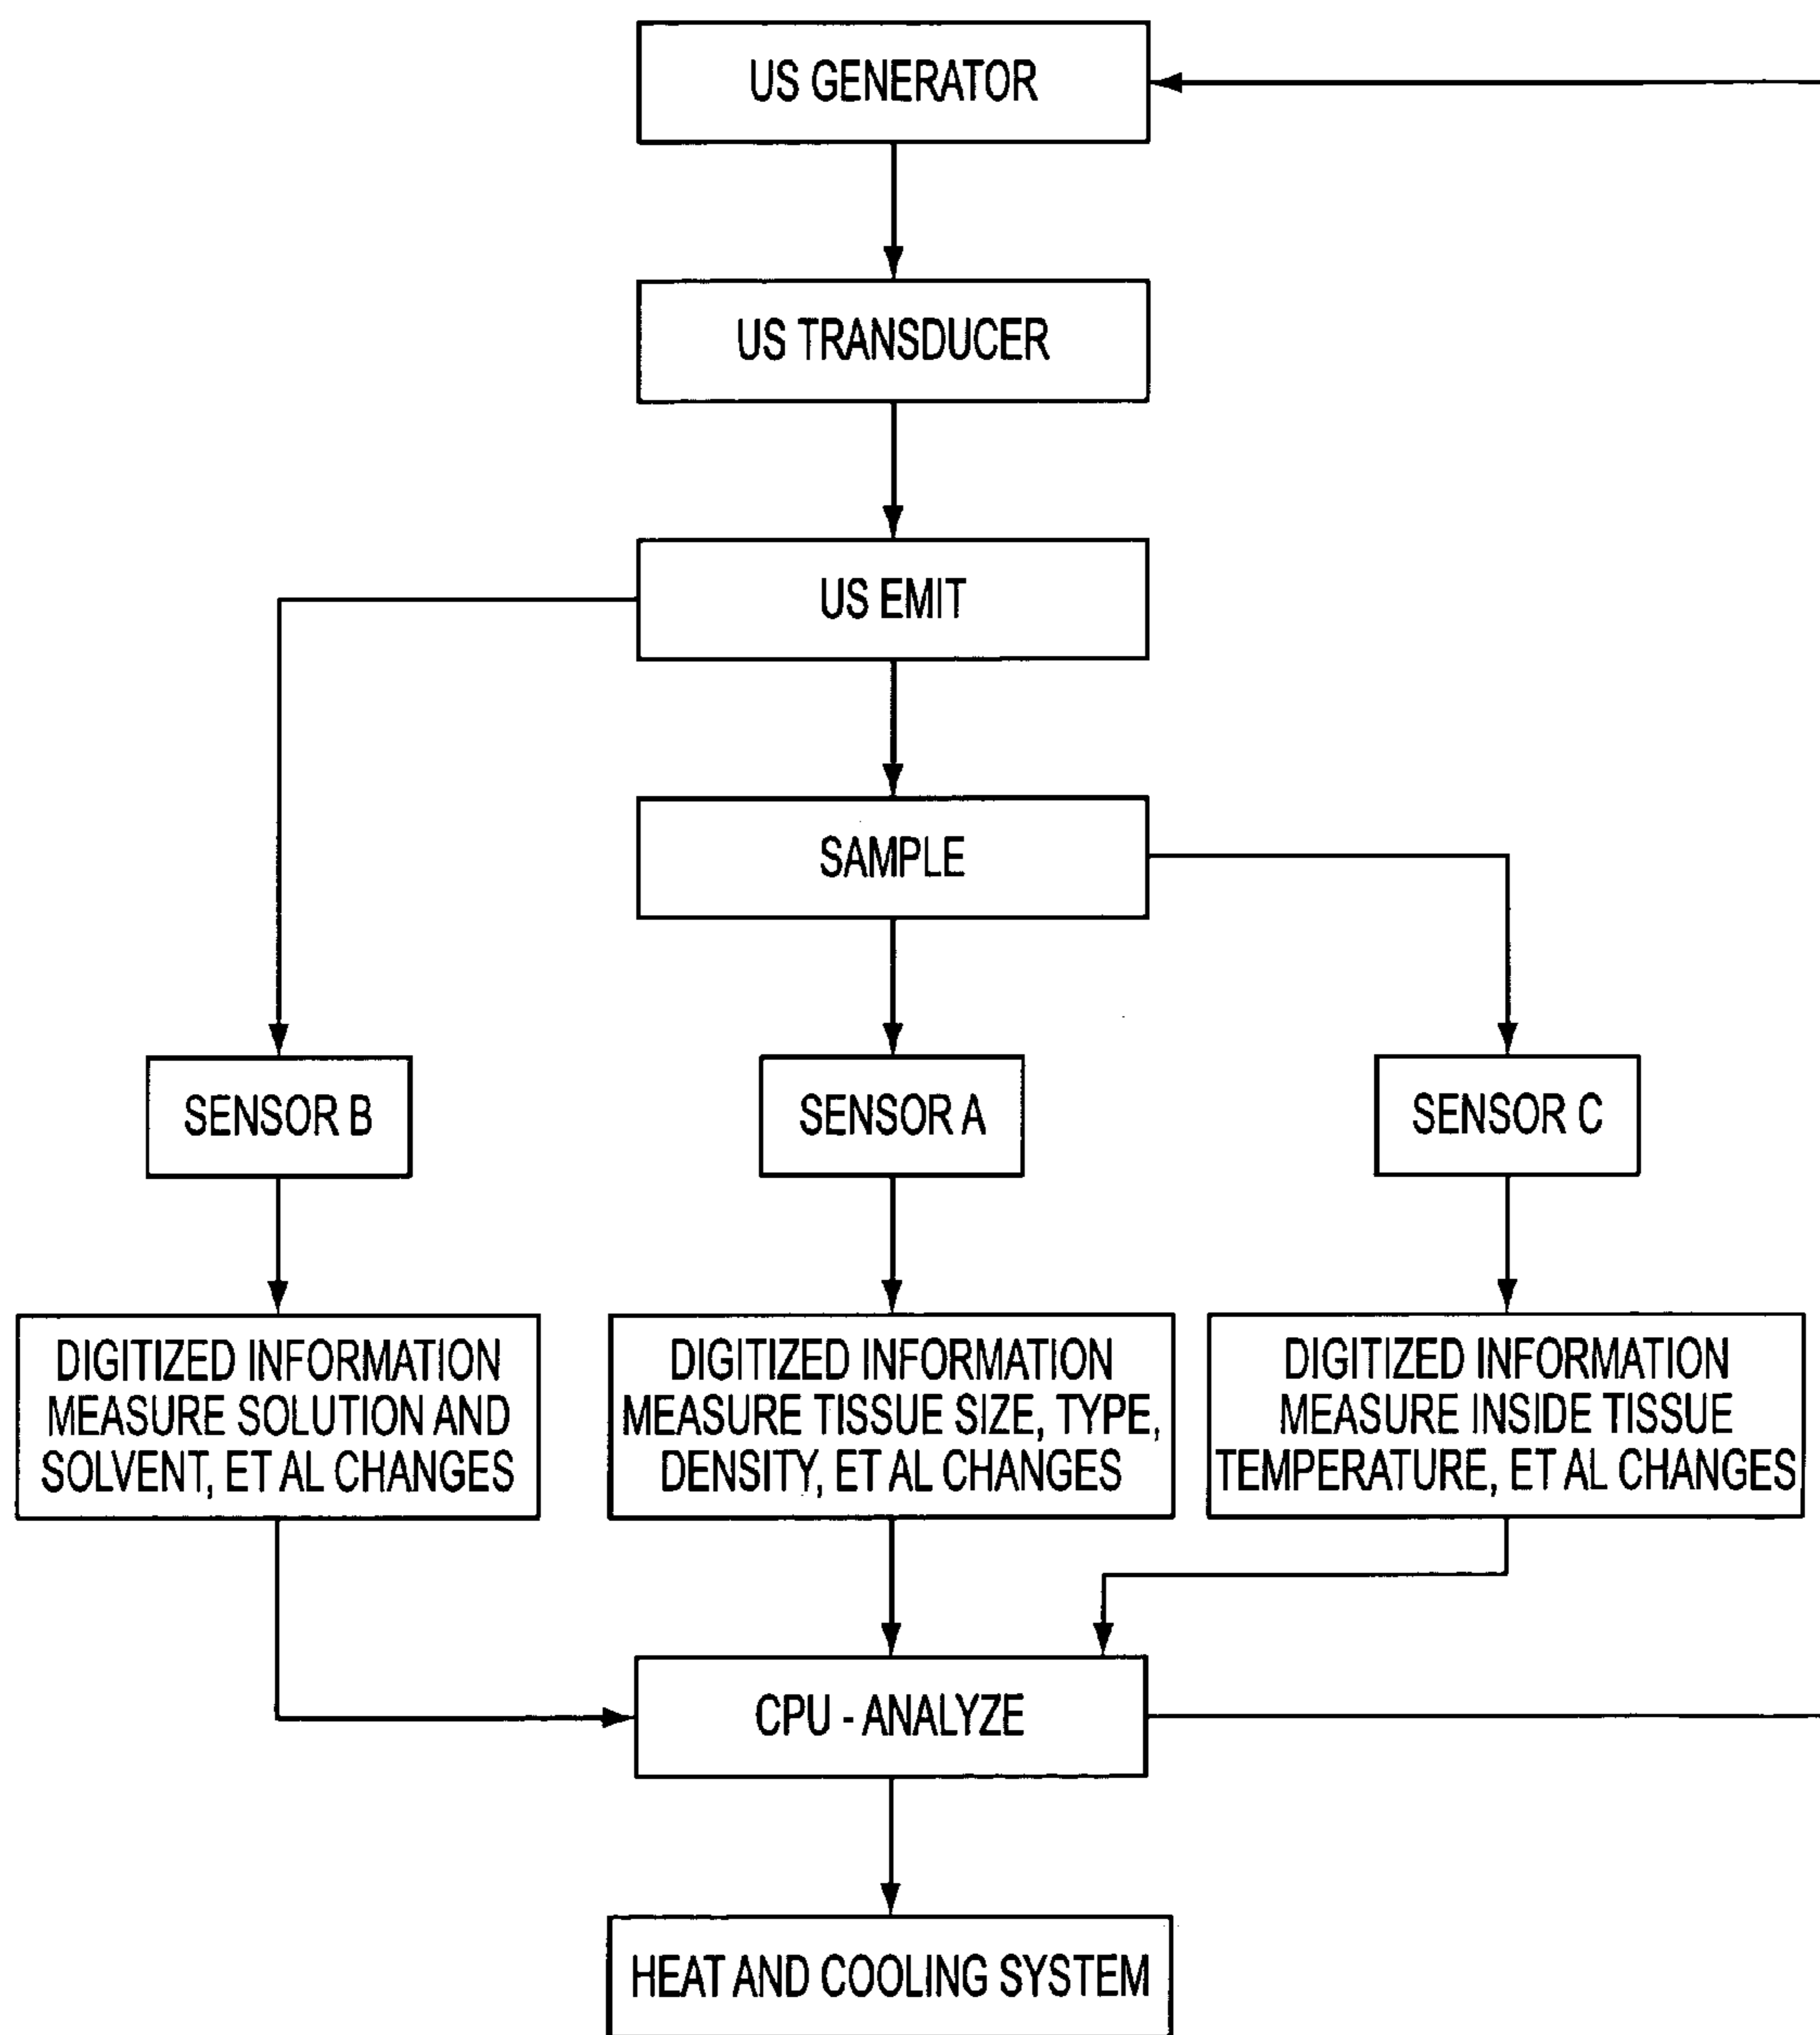 US GENERATOR
US TRANSDUCER
US EMIT
SAMPLE
SENSOR B
SENSOR A
SENSOR C
DIGITIZED INFORMATION
MEASURE SOLUTION AND
SOLVENT, ET AL CHANGES
DIGITIZED INFORMATION
MEASURE TISSUE SIZE, TYPE,
DENSITY, ET AL CHANGES
DIGITIZED INFORMATION
MEASURE INSIDE TISSUE
TEMPERATURE, ET AL CHANGES
CPU - ANALYZE
HEAT AND COOLING SYSTEM